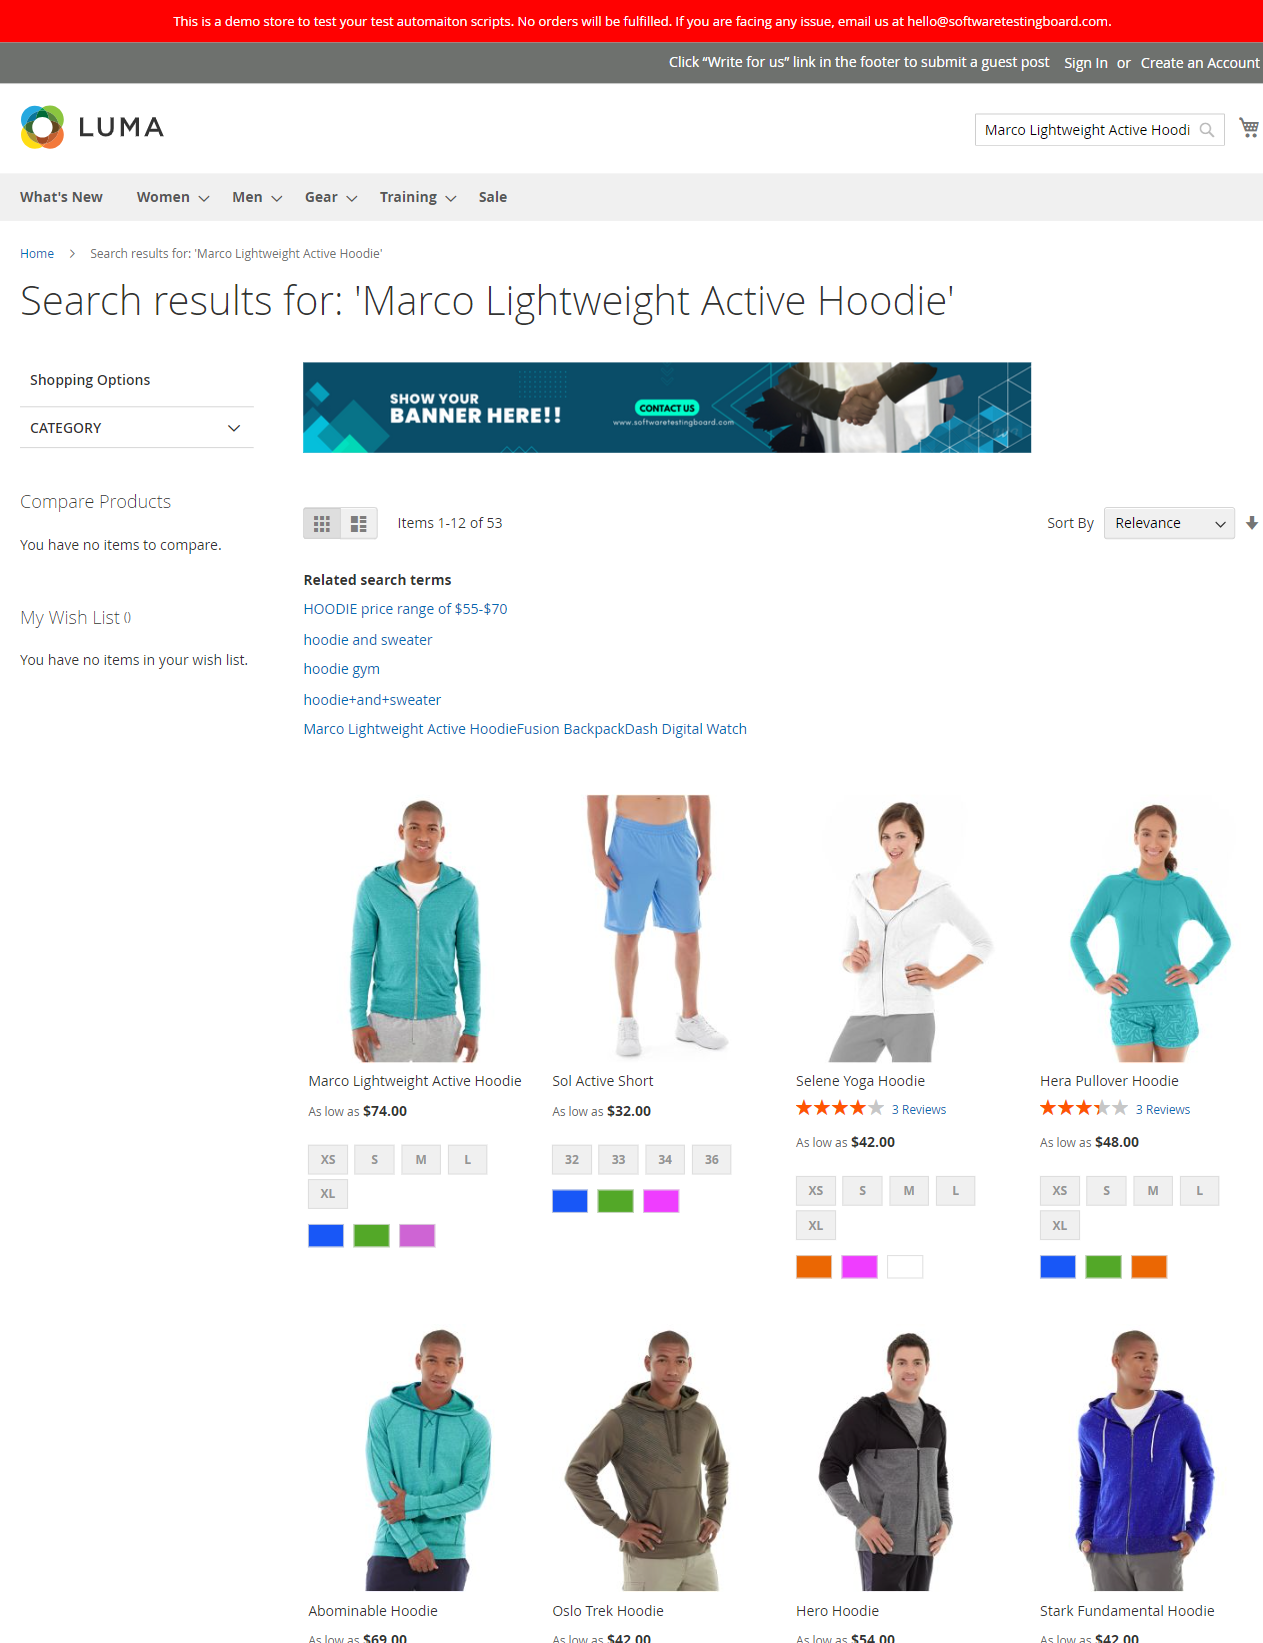 This is a demo store to test your test automaiton scripts. No orders will be fulfilled. If you are facing any issue, email us at hello@softwaretestingboard.com.
Click “Write for us” link in the footer to submit a guest post Sign In or Create an Account
LUMA
Marco Lightweight Active Hoodi
What's New Women Men Gear Training Sale
Home Search results for: 'Marco Lightweight Active Hoodie'
Search results for: 'Marco Lightweight Active Hoodie'
Shopping Options
CATEGORY
Compare Products
You have no items to compare.
My Wish List ()
You have no items in your wish list.
SHOW YOUR
BANNER HERE!!
CONTACT US
www.softwaretestingboard.com
Items 1-12 of 53
Sort By Relevance
Related search terms
HOODIE price range of $55-$70
hoodie and sweater
hoodie gym
hoodie+and+sweater
Marco Lightweight Active HoodieFusion BackpackDash Digital Watch
Marco Lightweight Active Hoodie
As low as $74.00
XS S M L
XL
Sol Active Short
As low as $32.00
32 33 34 36
Selene Yoga Hoodie
3 Reviews
As low as $42.00
XS S M L
XL
Hera Pullover Hoodie
3 Reviews
As low as $48.00
XS S M L
XL
Abominable Hoodie
As low as $69.00
Oslo Trek Hoodie
As low as $42.00
Hero Hoodie
As low as $54.00
Stark Fundamental Hoodie
As low as $42.00